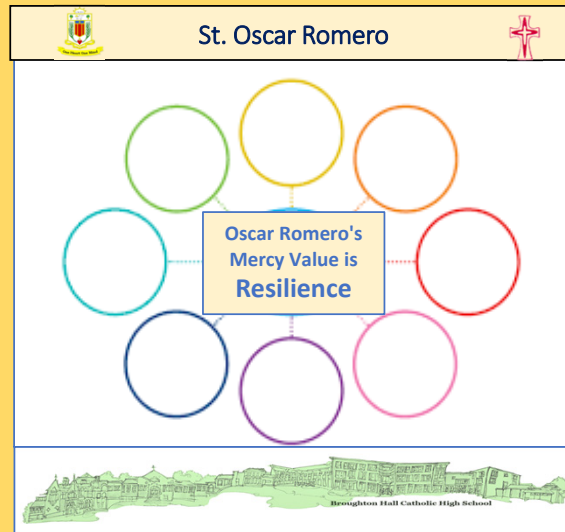 St. Oscar Romero
Oscar Romero's
Mercy Value is
Resilience
Broughton Hall Catholic High School